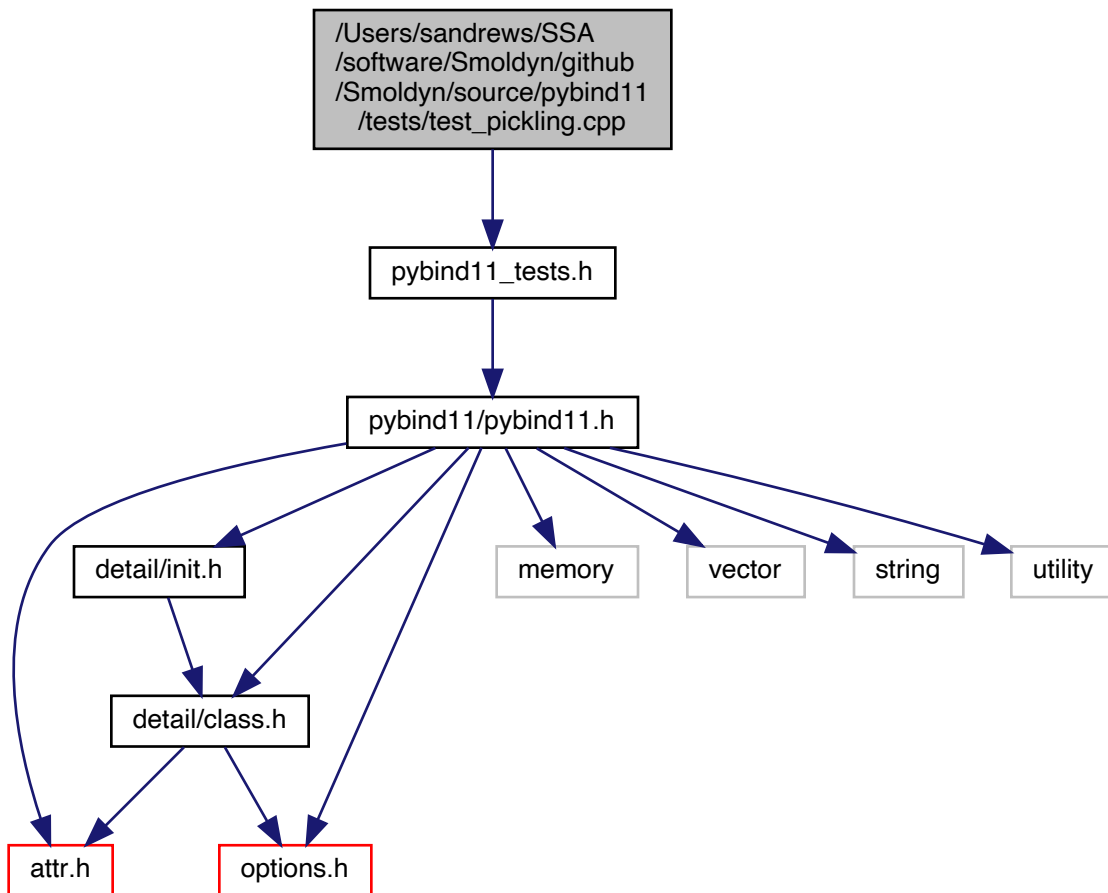 /Users/sandrews/SSA
/software/Smoldyn/github
/Smoldyn/source/pybind11
/tests/test_pickling.cpp
pybind11_tests.h
pybind11/pybind11.h
detail/init.h
memory
vector
string
utility
detail/class.h
attr.h
options.h